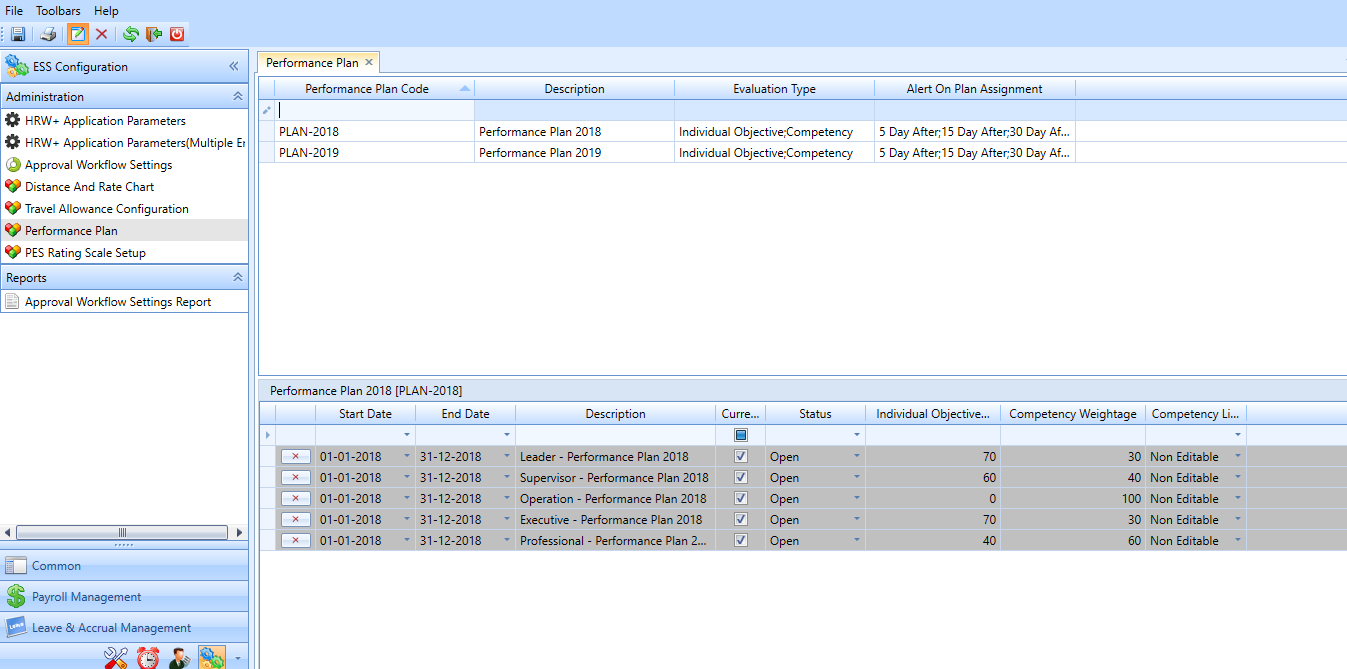 File Toolbars Help
ESS Configuration
Administration
HRW+ Application Parameters
HRW+ Application Parameters(Multiple Er
Approval Workflow Settings
Distance And Rate Chart
Travel Allowance Configuration
Performance Plan
PES Rating Scale Setup
Reports
Approval Workflow Settings Report
Common
Payroll Management
Leave & Accrual Management
Performance Plan
Performance Plan Code Description Evaluation Type Alert On Plan Assignment
PLAN-2018 Performance Plan 2018 Individual Objective;Competency 5 Day After;15 Day After;30 Day Af...
PLAN-2019 Performance Plan 2019 Individual Objective;Competency 5 Day After;15 Day After;30 Day Af...
Performance Plan 2018 [PLAN-2018]
Start Date End Date Description Curre... Status Individual Objective... Competency Weightage Competency Li...
01-01-2018 31-12-2018 Leader - Performance Plan 2018 Open 70 30 Non Editable
01-01-2018 31-12-2018 Supervisor - Performance Plan 2018 Open 60 40 Non Editable
01-01-2018 31-12-2018 Operation - Performance Plan 2018 Open 0 100 Non Editable
01-01-2018 31-12-2018 Executive - Performance Plan 2018 Open 70 30 Non Editable
01-01-2018 31-12-2018 Professional - Performance Plan 2... Open 40 60 Non Editable